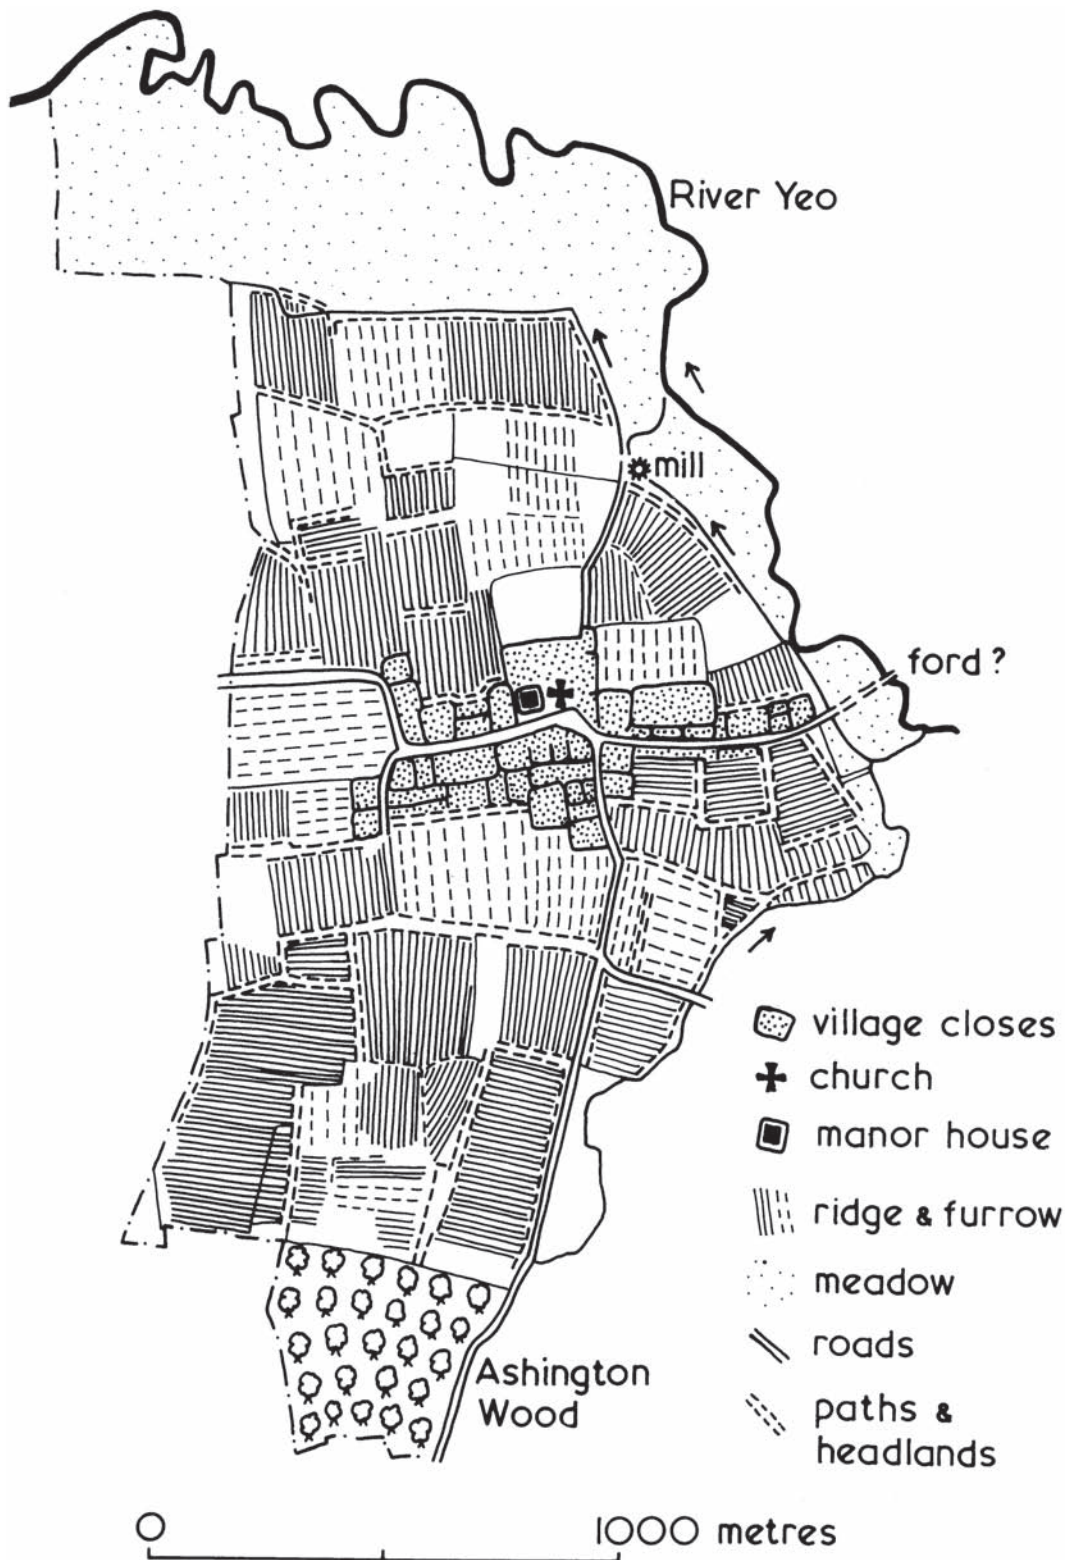 River Yeo
mill
ford ?
village closes
church
manor house
ridge & furrow
meadow
roads
paths &
headlands
Ashington
Wood
0 1000 metres